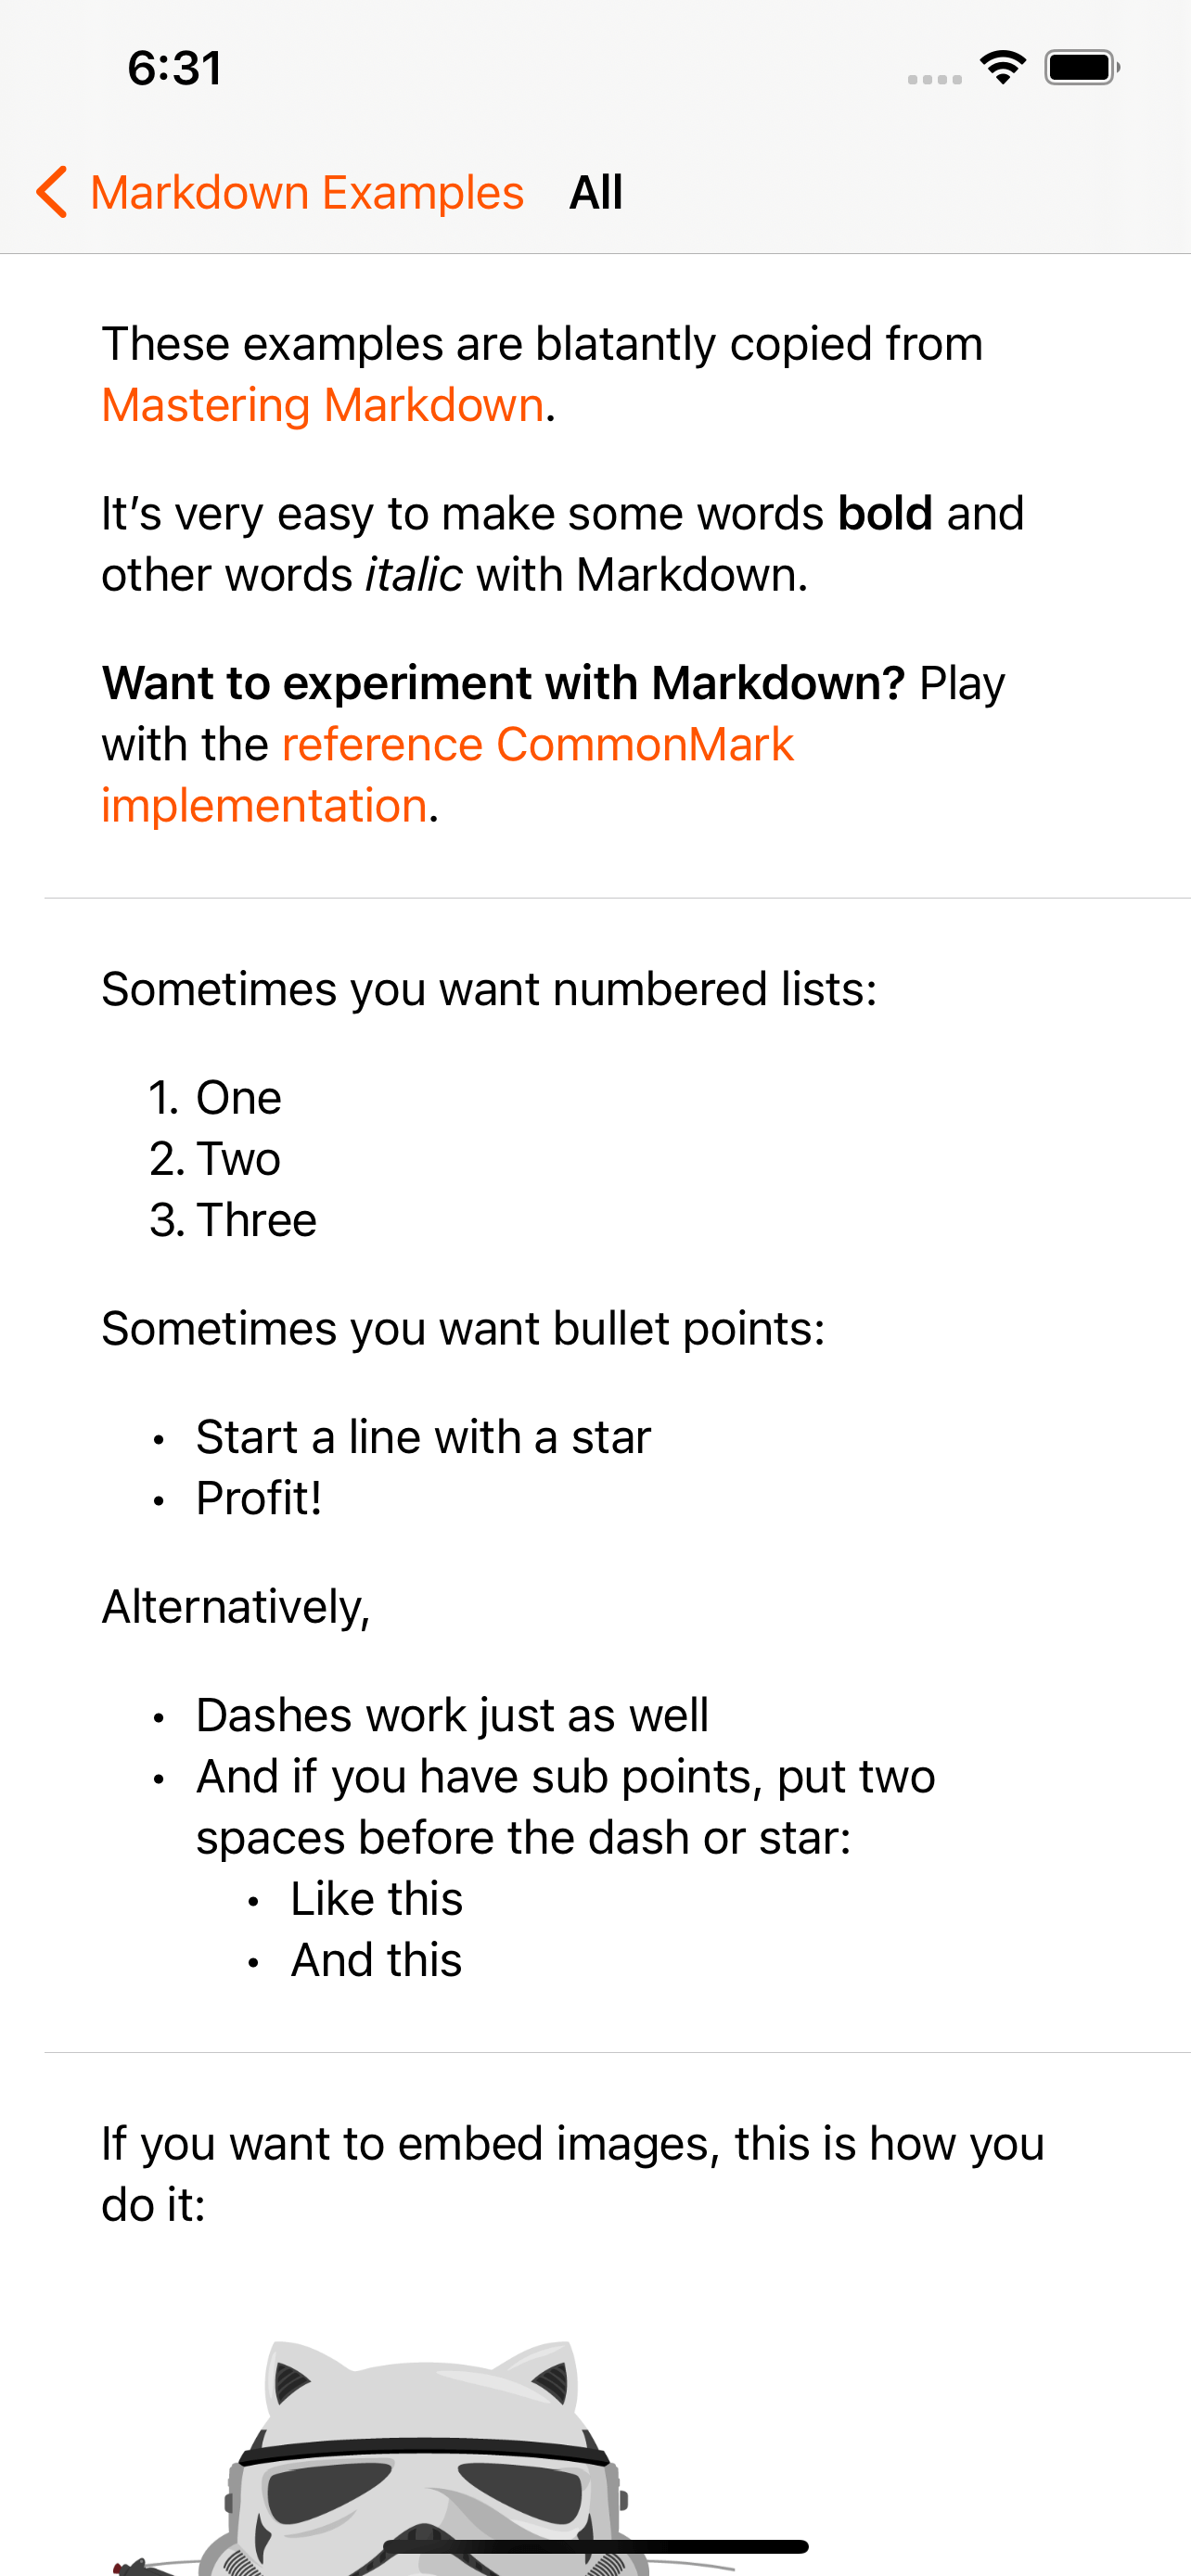 6:31
Markdown Examples All
These examples are blatantly copied from
Mastering Markdown.
It’s very easy to make some words bold and
other words italic with Markdown.
Want to experiment with Markdown? Play
with the reference CommonMark
implementation.
Sometimes you want numbered lists:
1. One
2. Two
3. Three
Sometimes you want bullet points:
• Start a line with a star
• Profit!
Alternatively,
• Dashes work just as well
• And if you have sub points, put two
spaces before the dash or star:
• Like this
• And this
If you want to embed images, this is how you
do it: